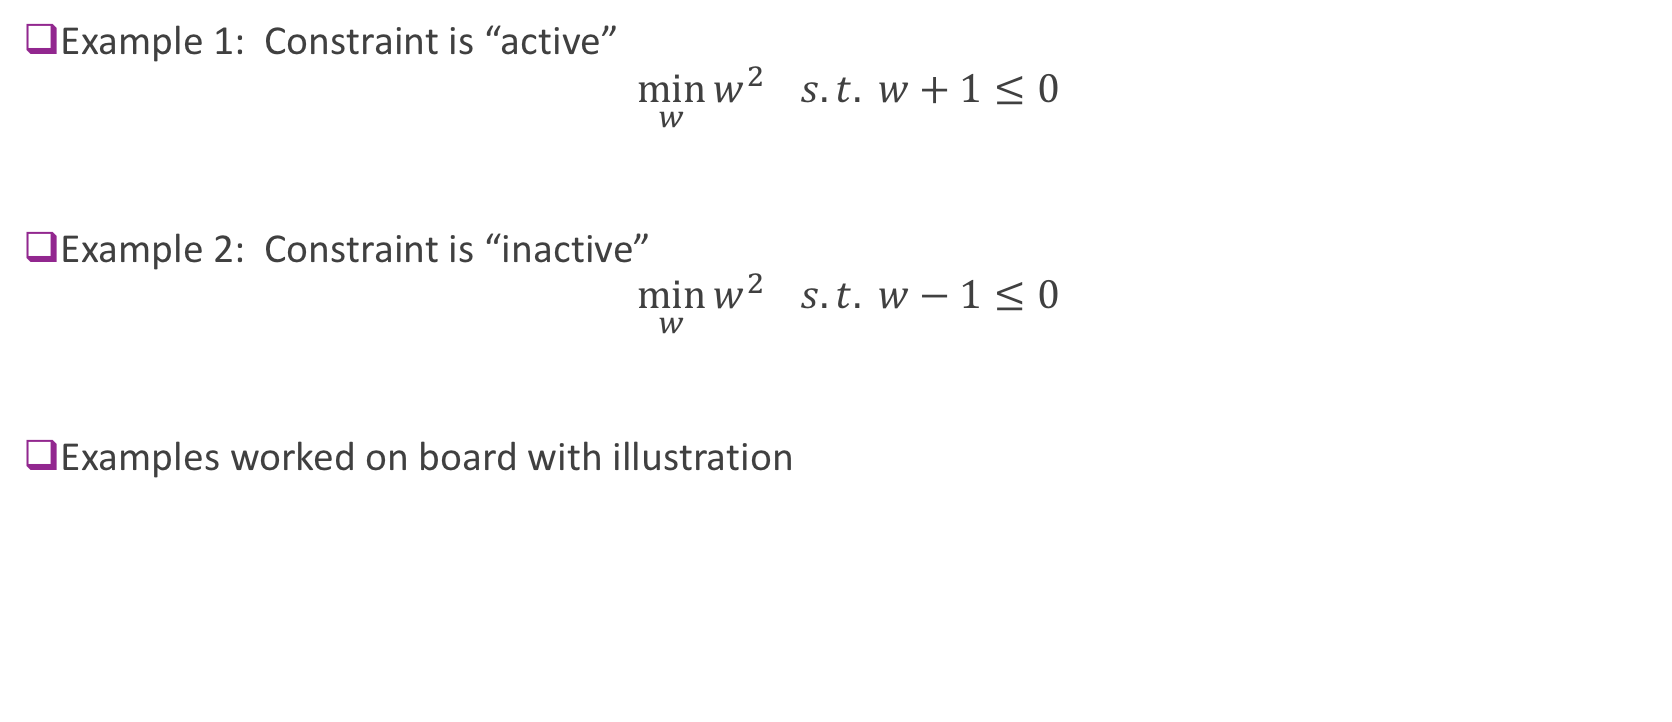 ❑Example 1: Constraint is “active”
min w² s.t. w + 1 ≤ 0
w
❑Example 2: Constraint is “inactive”
min w² s.t. w − 1 ≤ 0
w
❑Examples worked on board with illustration